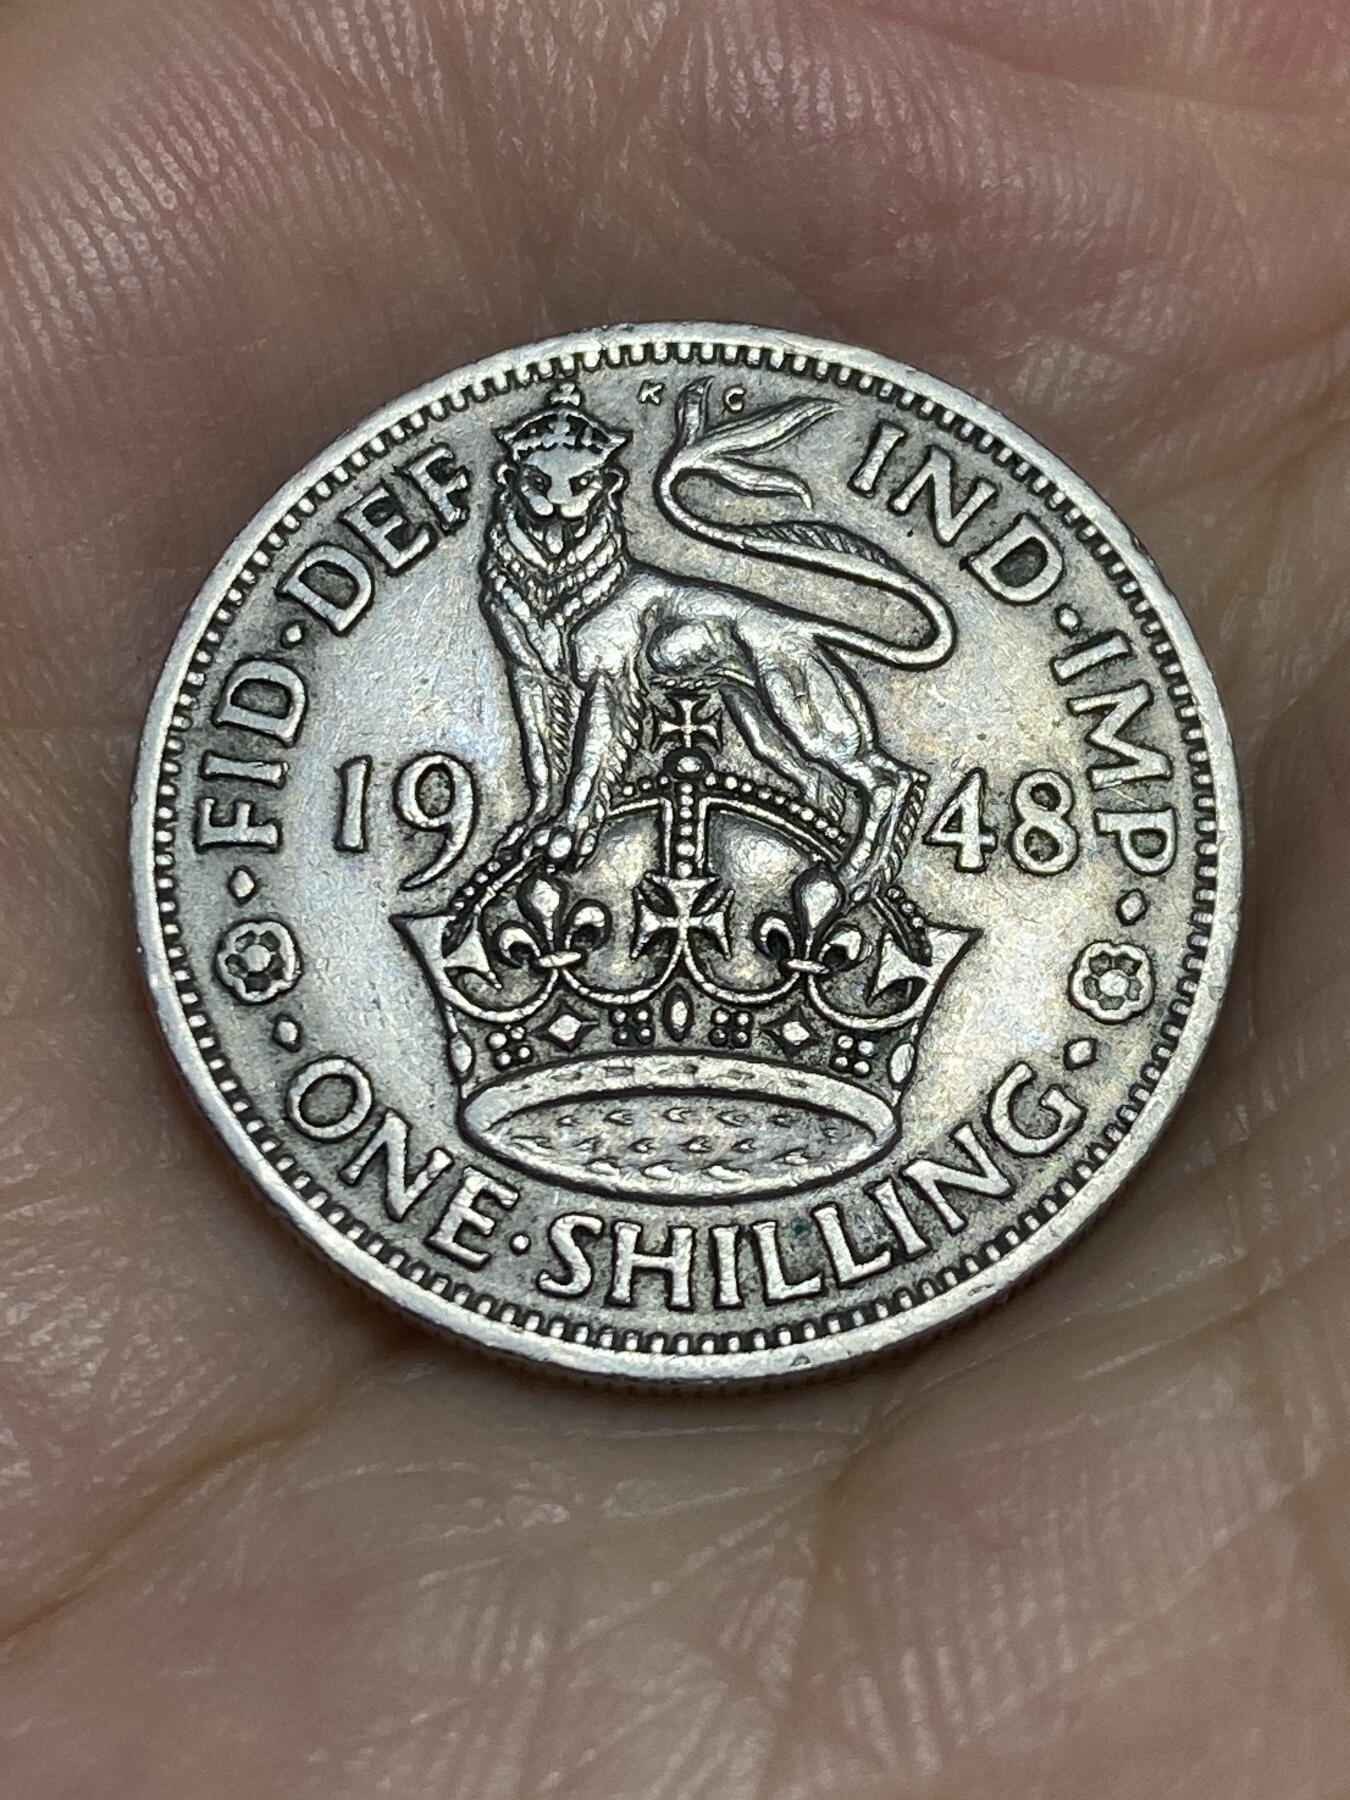 FID·DEF
K G
IND·IMP
19 48
·ONE·SHILLING·